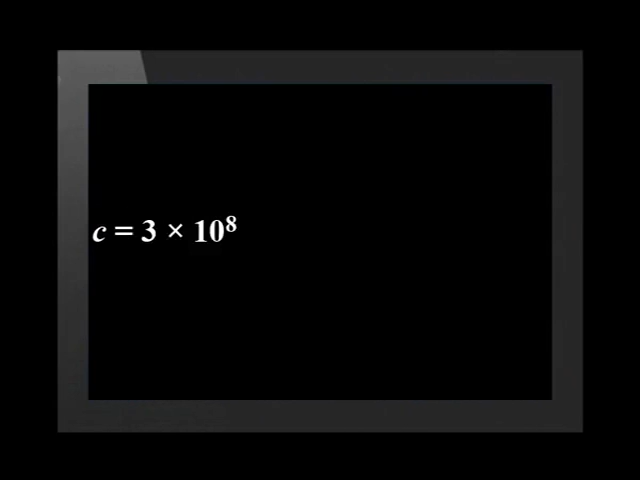 c = 3 × 10⁸